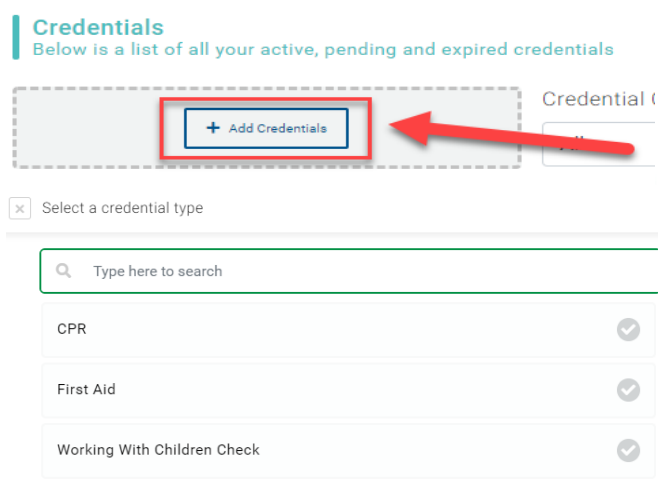 Credentials
Below is a list of all your active, pending and expired credentials
Credential
+ Add Credentials
Select a credential type
Type here to search
CPR
First Aid
Working With Children Check